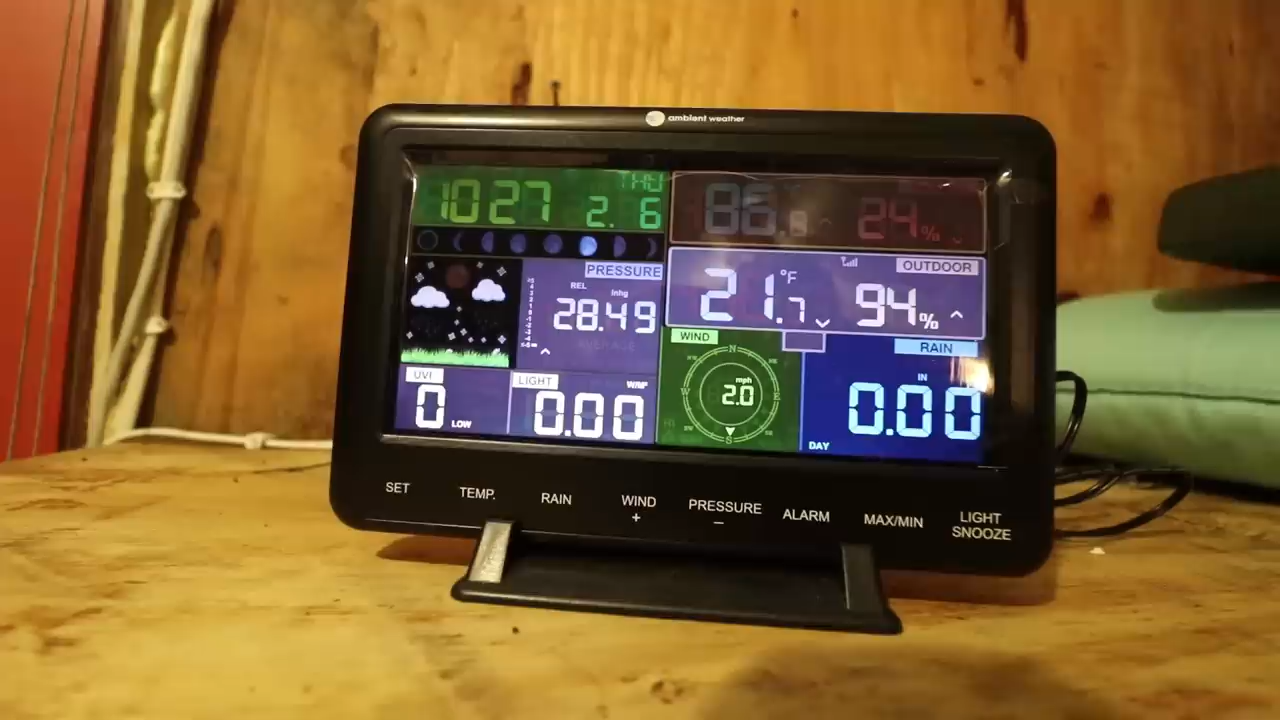 ambient weather
THU
10 27 2. 6
86.8 24%
PRESSURE
REL inhg
28.49
AVERAGE
°F OUTDOOR
21.7 94%
UVI
0 LOW
LIGHT W/M²
0.00
WIND
N
W E
mph
2.0
S
RAIN
IN
0.00
DAY
SET TEMP. RAIN WIND PRESSURE ALARM MAX/MIN LIGHT
+ − SNOOZE